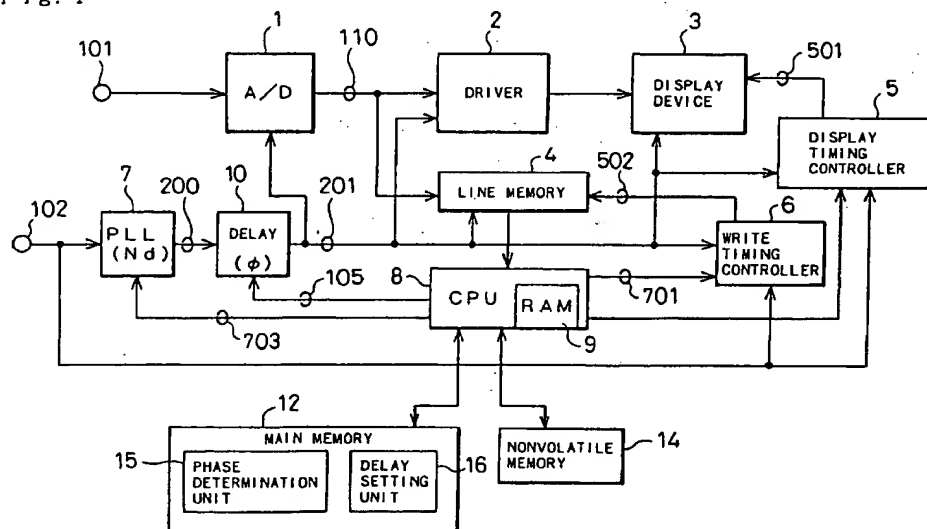 1
2
3
101
110
501
A/D
DRIVER
DISPLAY
DEVICE
5
DISPLAY
TIMING
CONTROLLER
4
502
LINE MEMORY
7
200
10
201
6
102
PLL
(Nd)
DELAY
(φ)
WRITE
TIMING
CONTROLLER
105
8
CPU
RAM
701
703
9
12
MAIN MEMORY
15
PHASE
DETERMINATION
UNIT
DELAY
SETTING
UNIT
16
NONVOLATILE
MEMORY
14